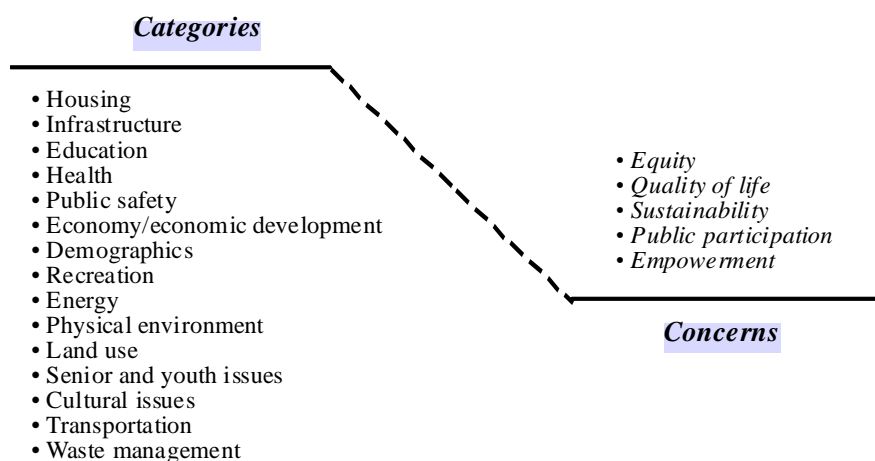 Categories
• Housing
• Infrastructure
• Education
• Health
• Public safety
• Economy/economic development
• Demographics
• Recreation
• Energy
• Physical environment
• Land use
• Senior and youth issues
• Cultural issues
• Transportation
• Waste management
• Equity
• Quality of life
• Sustainability
• Public participation
• Empowerment
Concerns